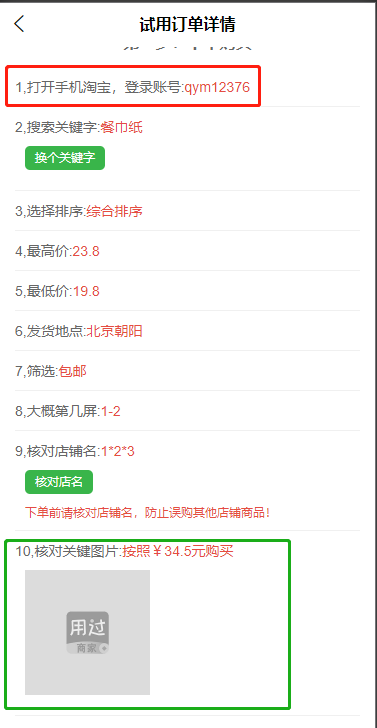 试用订单详情
1,打开手机淘宝，登录账号:qym12376
2,搜索关键字:餐巾纸
换个关键字
3,选择排序:综合排序
4,最高价:23.8
5,最低价:19.8
6,发货地点:北京朝阳
7,筛选:包邮
8,大概第几屏:1-2
9,核对店铺名:1*2*3
核对店名
下单前请核对店铺名，防止误购其他店铺商品！
10,核对关键图片:按照￥34.5元购买
用过
商家